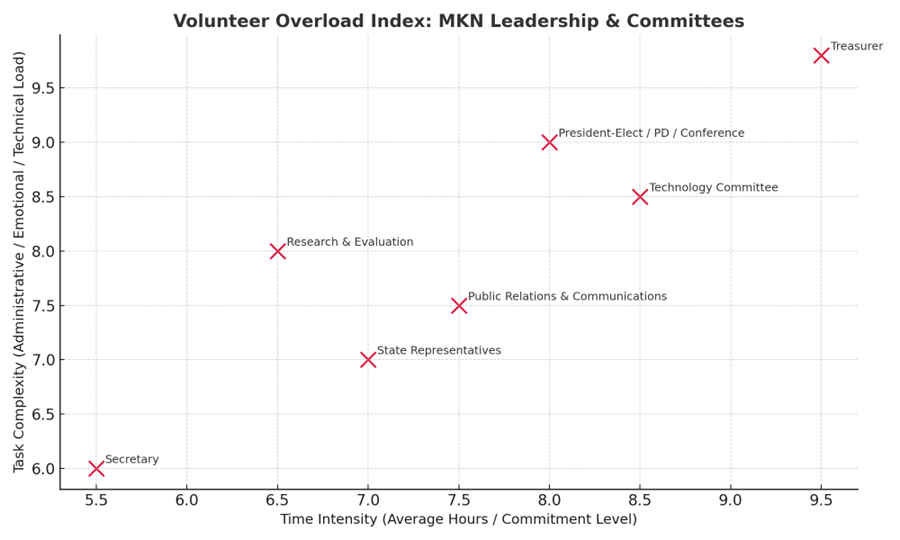 Volunteer Overload Index: MKN Leadership & Committees
Treasurer
9.5
President-Elect / PD / Conference
9.0
Technology Committee
8.5
Research & Evaluation
8.0
Public Relations & Communications
7.5
State Representatives
7.0
6.5
Secretary
6.0
Task Complexity (Administrative / Emotional / Technical Load)
5.5 6.0 6.5 7.0 7.5 8.0 8.5 9.0 9.5
Time Intensity (Average Hours / Commitment Level)